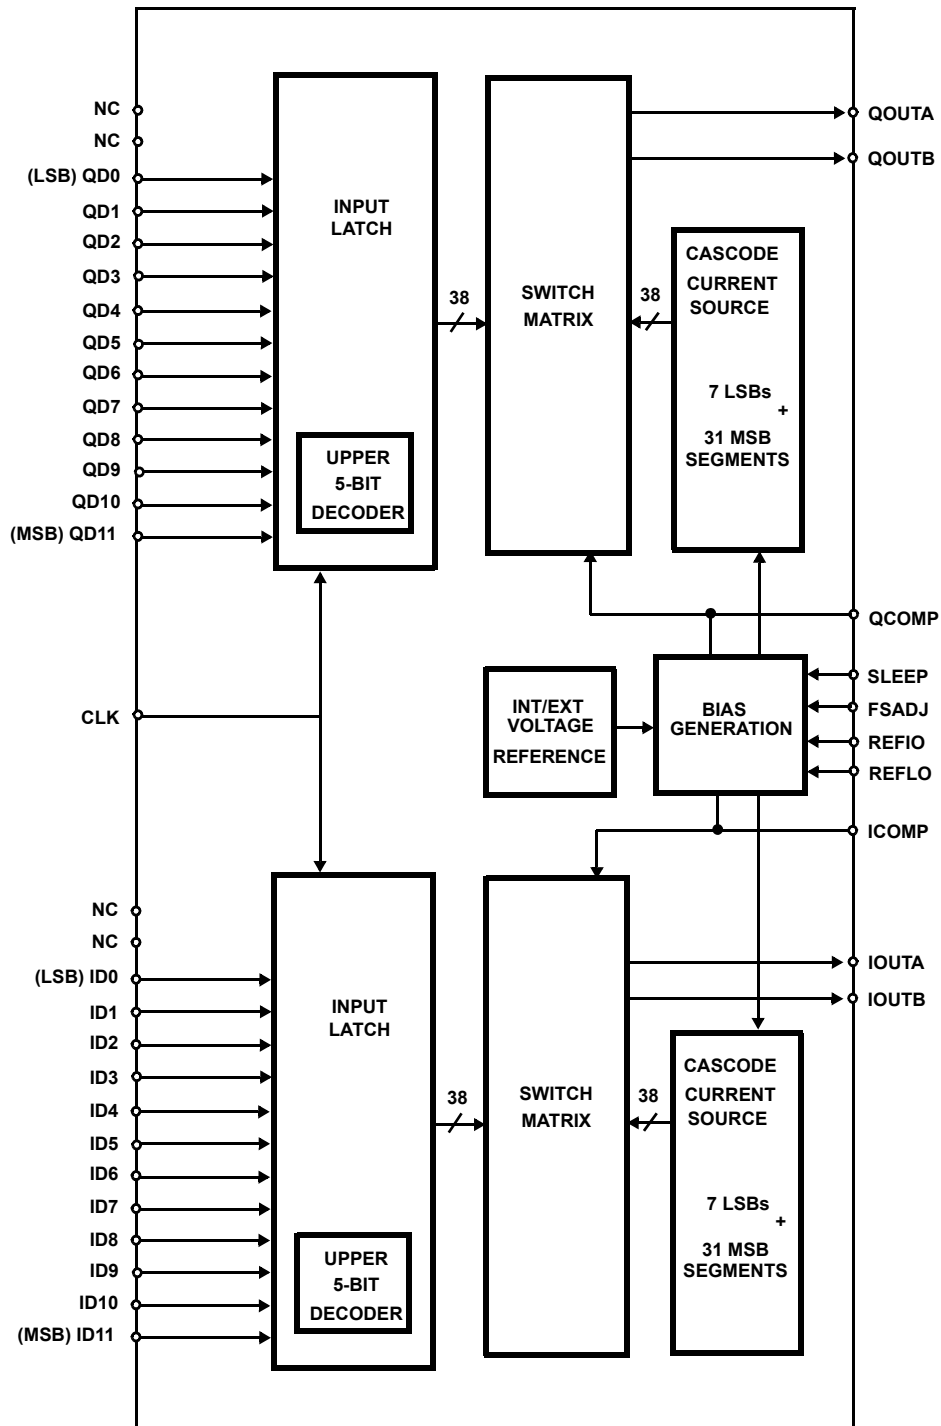 NC
NC
(LSB) QD0
QD1
QD2
QD3
QD4
QD5
QD6
QD7
QD8
QD9
QD10
(MSB) QD11
INPUT
LATCH
UPPER
5-BIT
DECODER
38
SWITCH
MATRIX
38
CASCODE
CURRENT
SOURCE
7 LSBs
+
31 MSB
SEGMENTS
QOUTA
QOUTB
QCOMP
CLK
INT/EXT
VOLTAGE
REFERENCE
BIAS
GENERATION
SLEEP
FSADJ
REFIO
REFLO
ICOMP
NC
NC
(LSB) ID0
ID1
ID2
ID3
ID4
ID5
ID6
ID7
ID8
ID9
ID10
(MSB) ID11
INPUT
LATCH
UPPER
5-BIT
DECODER
38
SWITCH
MATRIX
38
CASCODE
CURRENT
SOURCE
7 LSBs
+
31 MSB
SEGMENTS
IOUTA
IOUTB